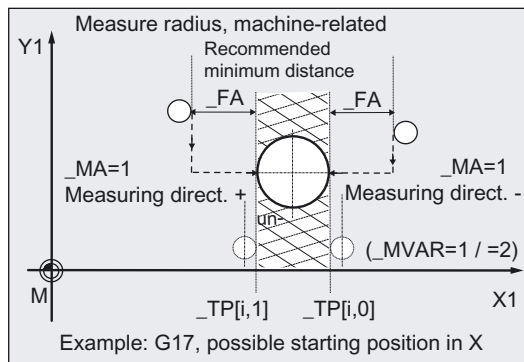 Measure radius, machine-related
Y1
Recommended
minimum distance
_FA
_FA
_MA=1
Measuring direct. +
_MA=1
Measuring direct. -
un-
(_MVAR=1 / =2)
M
_TP[i,1]
_TP[i,0]
X1
Example: G17, possible starting position in X